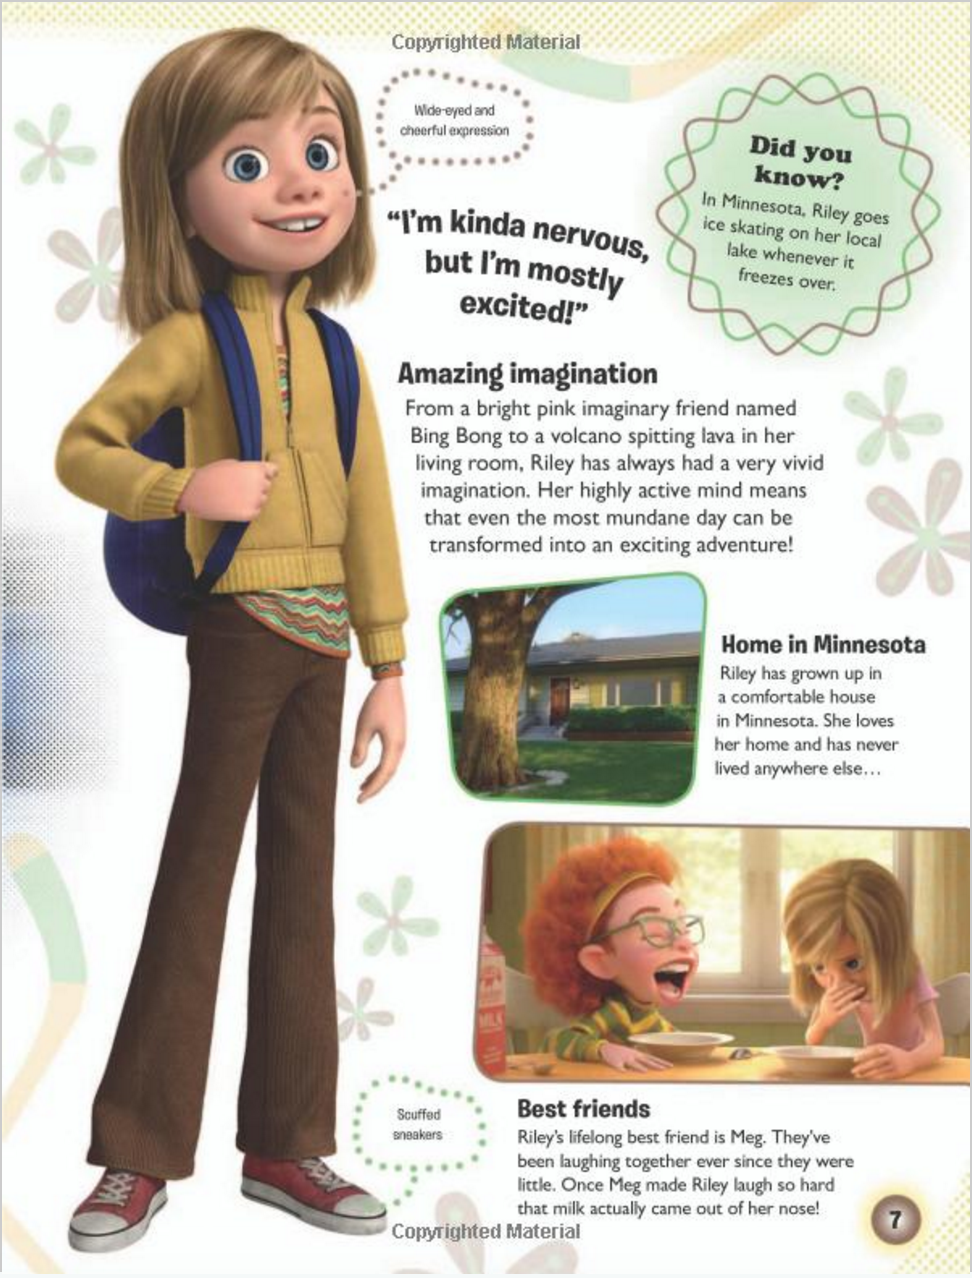 Copyrighted Material
Wide-eyed and
cheerful expression
Did you
know?
In Minnesota, Riley goes
ice skating on her local
lake whenever it
freezes over.
“I'm kinda nervous,
but I'm mostly
excited!”
Amazing imagination
From a bright pink imaginary friend named
Bing Bong to a volcano spitting lava in her
living room, Riley has always had a very vivid
imagination. Her highly active mind means
that even the most mundane day can be
transformed into an exciting adventure!
Home in Minnesota
Riley has grown up in
a comfortable house
in Minnesota. She loves
her home and has never
lived anywhere else…
MILK
Scuffed
sneakers
Best friends
Riley's lifelong best friend is Meg. They've
been laughing together ever since they were
little. Once Meg made Riley laugh so hard
that milk actually came out of her nose!
7
Copyrighted Material